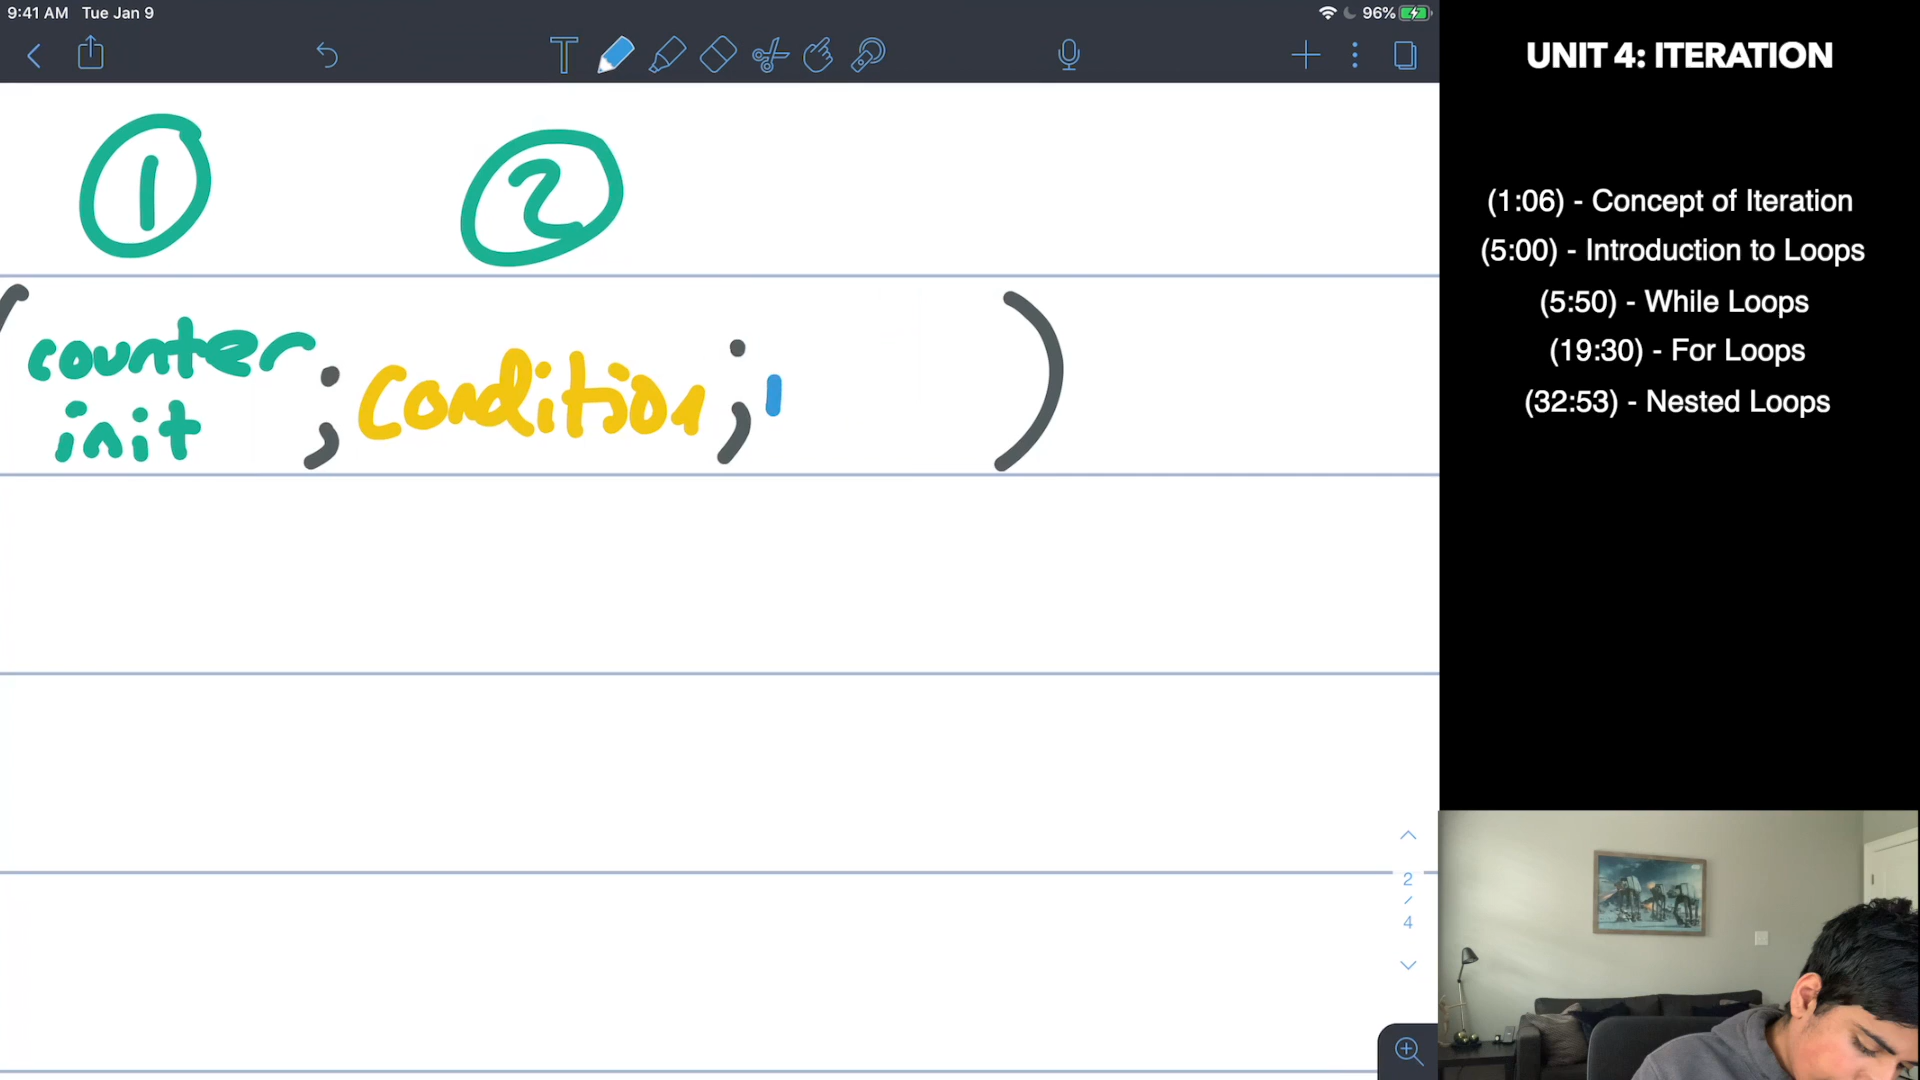 9:41 AM Tue Jan 9
96%
T
UNIT 4: ITERATION
(1:06) - Concept of Iteration
(5:00) - Introduction to Loops
(5:50) - While Loops
(19:30) - For Loops
(32:53) - Nested Loops
1 2
( counter init ; condition ; )
2
4